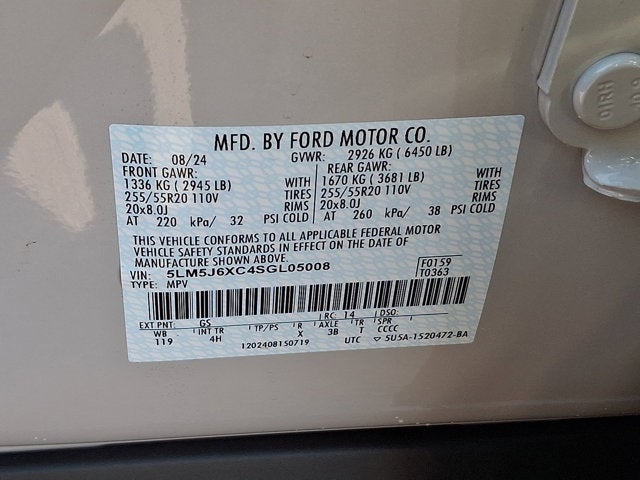 MFD. BY FORD MOTOR CO.
DATE: 08/24 GVWR: 2926 KG ( 6450 LB)
FRONT GAWR: REAR GAWR:
1336 KG ( 2945 LB) WITH 1670 KG ( 3681 LB) WITH
255/55R20 110V TIRES 255/55R20 110V TIRES
20x8.0J RIMS 20x8.0J RIMS
AT 220 kPa/ 32 PSI COLD AT 260 kPa/ 38 PSI COLD
THIS VEHICLE CONFORMS TO ALL APPLICABLE FEDERAL MOTOR
VEHICLE SAFETY STANDARDS IN EFFECT ON THE DATE OF
MANUFACTURE SHOWN ABOVE.
VIN: 5LM5J6XC4SGL05008 F0159
TYPE: MPV T0363
EXT PNT: GS RC: 14 DSO:
WB INT TR TP/PS R AXLE TR SPR
119 4H X 3B T CCCC
1202408150719 UTC ▽ 5U5A-1520472-BA